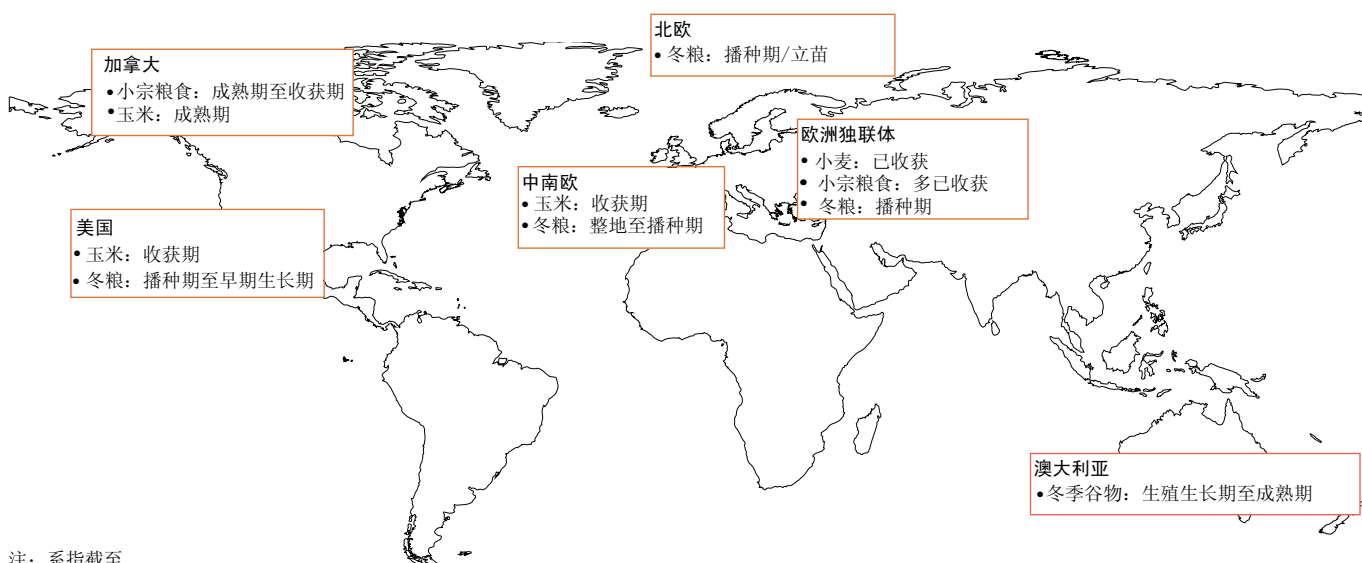 北欧
• 冬粮：播种期/立苗
加拿大
• 小宗粮食：成熟期至收获期
• 玉米：成熟期
欧洲独联体
• 小麦：已收获
• 小宗粮食：多已收获
• 冬粮：播种期
中南欧
• 玉米：收获期
• 冬粮：整地至播种期
美国
• 玉米：收获期
• 冬粮：播种期至早期生长期
澳大利亚
• 冬季谷物：生殖生长期至成熟期
注：系指截至